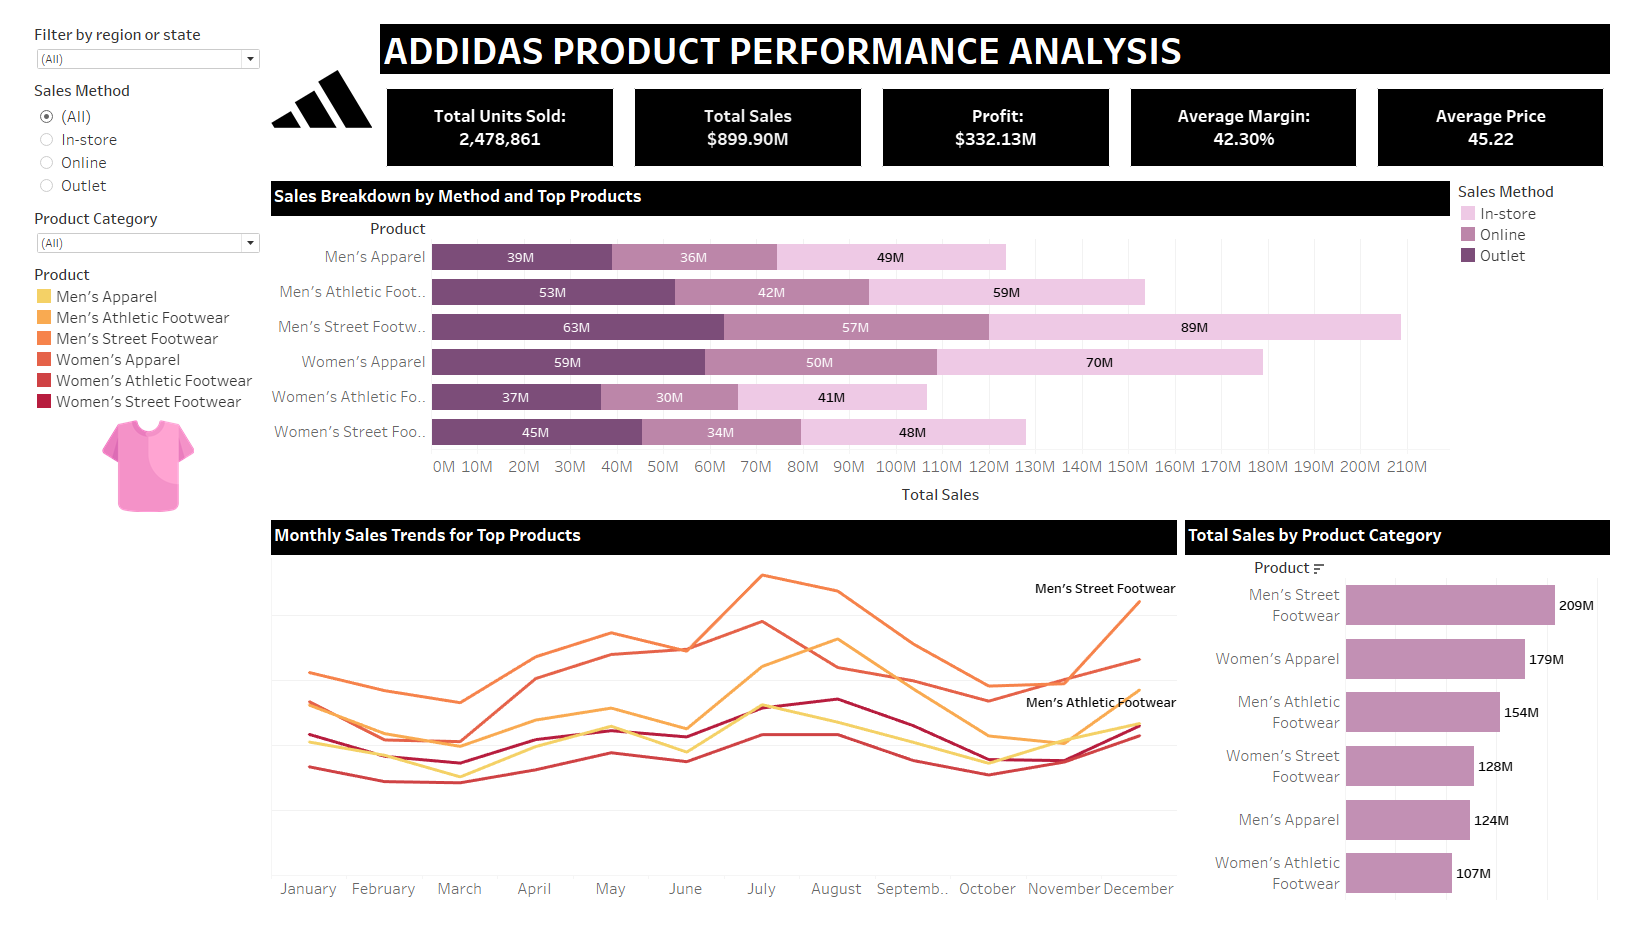 Filter by region or state
(All)
Sales Method
(All)
In-store
Online
Outlet
Product Category
(All)
Product
Men's Apparel
Men's Athletic Footwear
Men's Street Footwear
Women's Apparel
Women's Athletic Footwear
Women's Street Footwear
ADDIDAS PRODUCT PERFORMANCE ANALYSIS
Total Units Sold:
2,478,861
Total Sales
$899.90M
Profit:
$332.13M
Average Margin:
42.30%
Average Price
45.22
Sales Breakdown by Method and Top Products
Product
Men's Apparel 39M 36M 49M
Men's Athletic Foot.. 53M 42M 59M
Men's Street Footw.. 63M 57M 89M
Women's Apparel 59M 50M 70M
Women's Athletic Fo.. 37M 30M 41M
Women's Street Foo.. 45M 34M 48M
0M 10M 20M 30M 40M 50M 60M 70M 80M 90M 100M 110M 120M 130M 140M 150M 160M 170M 180M 190M 200M 210M
Total Sales
Sales Method
In-store
Online
Outlet
Monthly Sales Trends for Top Products
Men's Street Footwear
Men's Athletic Footwear
January February March April May June July August Septemb.. October November December
Total Sales by Product Category
Product
Men's Street
Footwear
209M
Women's Apparel
179M
Men's Athletic
Footwear
154M
Women's Street
Footwear
128M
Men's Apparel
124M
Women's Athletic
Footwear
107M